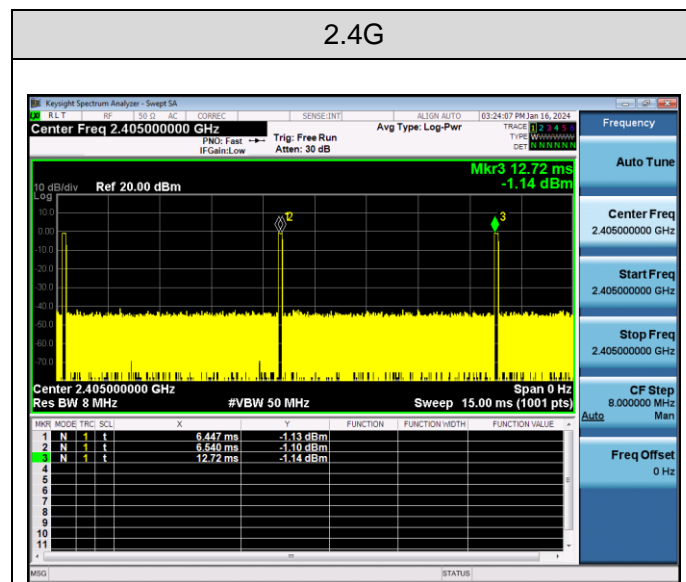 2.4G
Keysight Spectrum Analyzer - Swept SA
RLT RF 50 Ω AC CORREC SENSE:INT ALIGN AUTO 03:24:07 PM Jan 16, 2024
Center Freq 2.405000000 GHz Avg Type: Log-Pwr TRACE 1 2 3 4 5 6
PNO: Fast Trig: Free Run TYPE WWWWWW
IFGain:Low Atten: 30 dB DET N N N N N N
Frequency
Mkr3 12.72 ms
10 dB/div Ref 20.00 dBm -1.14 dBm
Log
10.0
0.00
-10.0
-20.0
-30.0
-40.0
-50.0
-60.0
-70.0
1 2 3
Center 2.405000000 GHz Span 0 Hz
Res BW 8 MHz #VBW 50 MHz Sweep 15.00 ms (1001 pts)
MKR MODE TRC SCL X Y FUNCTION FUNCTION WIDTH FUNCTION VALUE
1 N 1 t 6.447 ms -1.13 dBm
2 N 1 t 6.540 ms -1.10 dBm
3 N 1 t 12.72 ms -1.14 dBm
4
5
6
7
8
9
10
11
MSG STATUS
Auto Tune
Center Freq
2.405000000 GHz
Start Freq
2.405000000 GHz
Stop Freq
2.405000000 GHz
CF Step
8.000000 MHz
Auto Man
Freq Offset
0 Hz